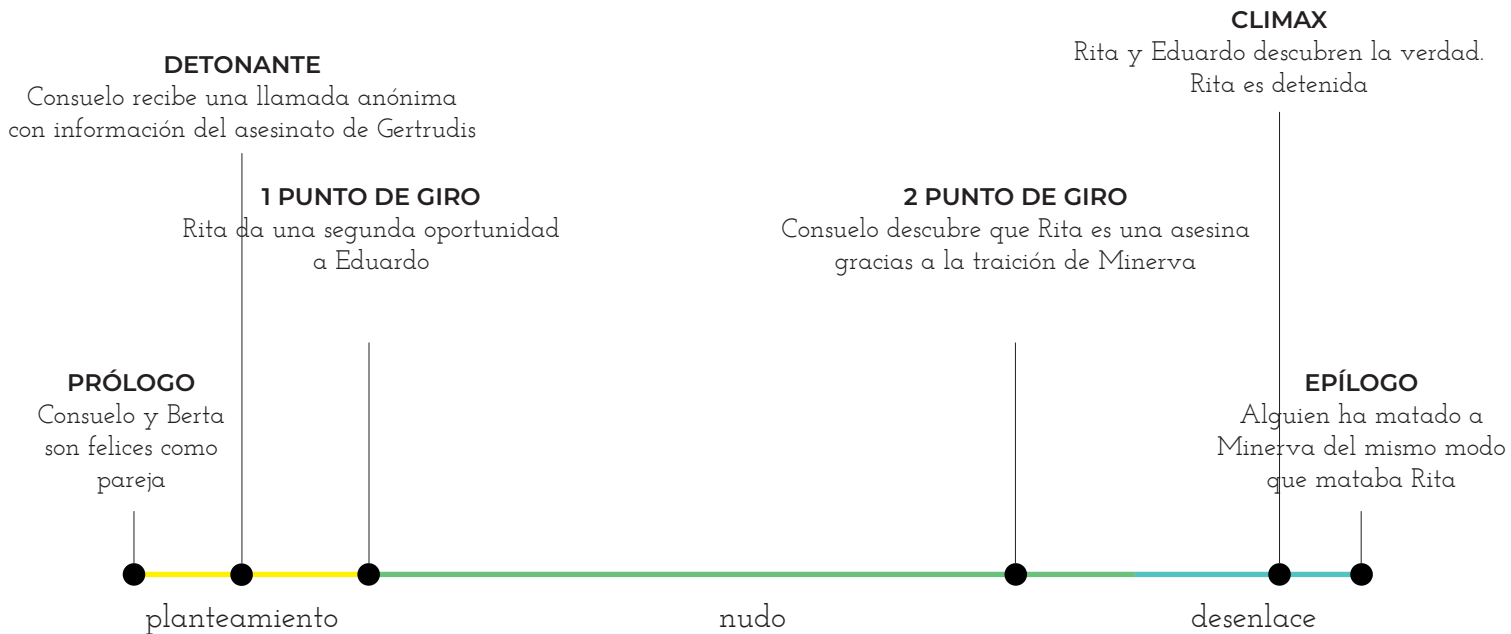 CLIMAX
Rita y Eduardo descubren la verdad.
Rita es detenida
DETONANTE
Consuelo recibe una llamada anónima
con información del asesinato de Gertrudis
1 PUNTO DE GIRO
Rita da una segunda oportunidad
a Eduardo
2 PUNTO DE GIRO
Consuelo descubre que Rita es una asesina
gracias a la traición de Minerva
PRÓLOGO
Consuelo y Berta
son felices como
pareja
EPÍLOGO
Alguien ha matado a
Minerva del mismo modo
que mataba Rita
planteamiento
nudo
desenlace